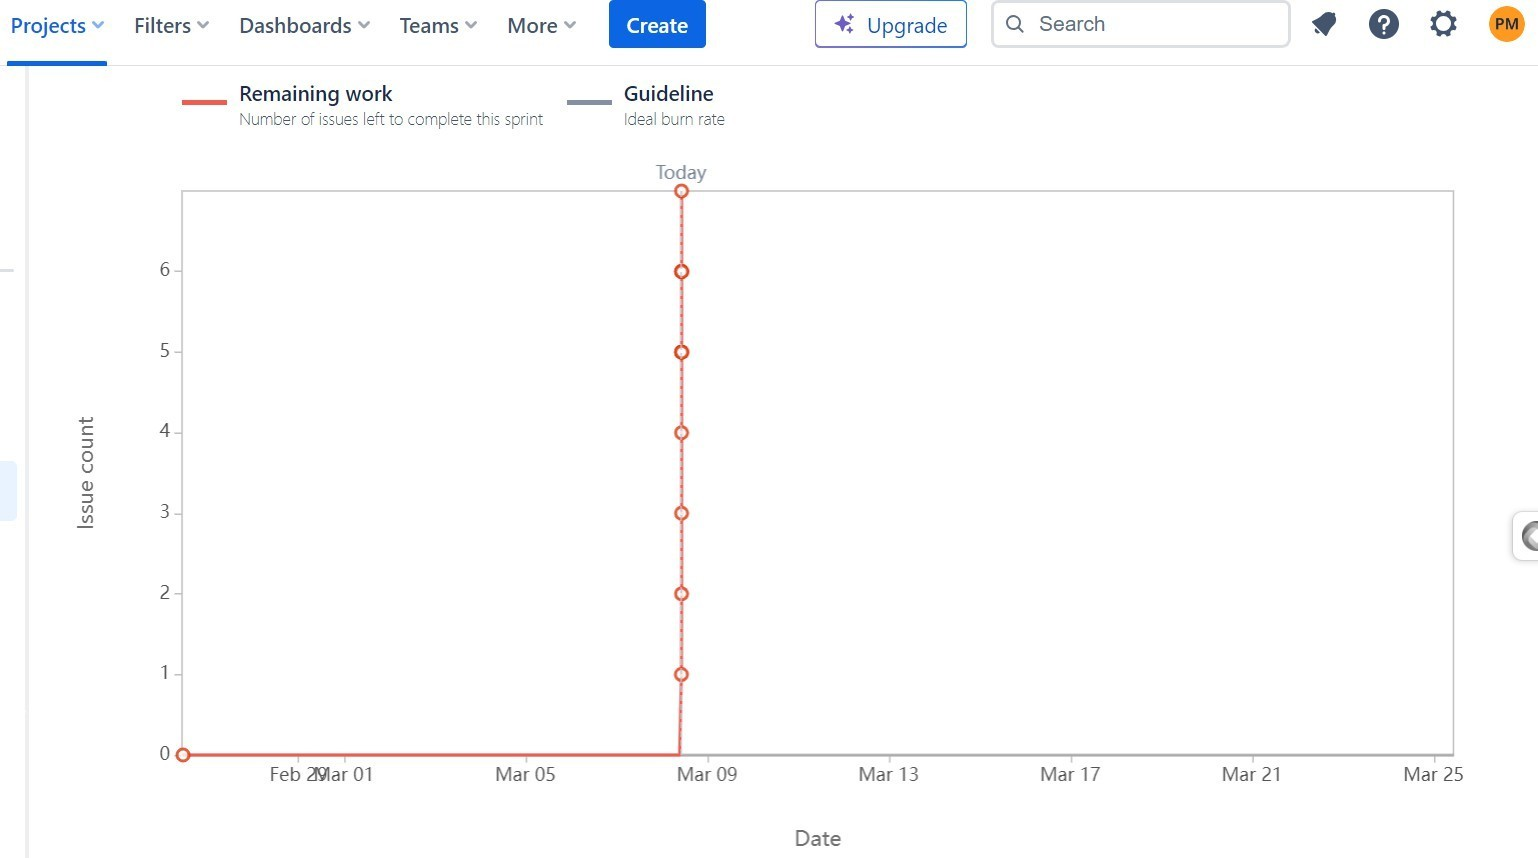 Projects Filters Dashboards Teams More Create Upgrade Search PM
Remaining work Guideline
Number of issues left to complete this sprint Ideal burn rate
Today
6
5
4
3
2
1
0
Issue count
Feb 29 Mar 01 Mar 05 Mar 09 Mar 13 Mar 17 Mar 21 Mar 25
Date